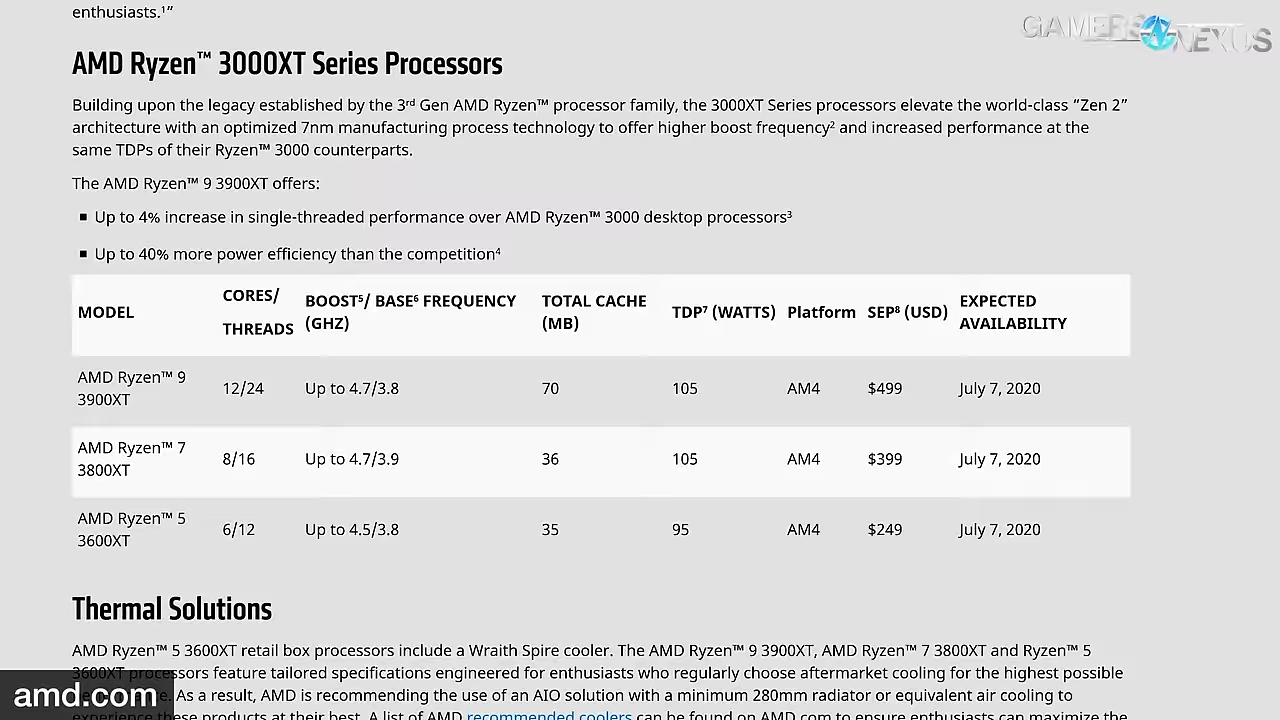 enthusiasts.¹”
GAMERS NEXUS
AMD Ryzen™ 3000XT Series Processors
Building upon the legacy established by the 3ʳᵈ Gen AMD Ryzen™ processor family, the 3000XT Series processors elevate the world-class “Zen 2”
architecture with an optimized 7nm manufacturing process technology to offer higher boost frequency² and increased performance at the
same TDPs of their Ryzen™ 3000 counterparts.
The AMD Ryzen™ 9 3900XT offers:
▪ Up to 4% increase in single-threaded performance over AMD Ryzen™ 3000 desktop processors³
▪ Up to 40% more power efficiency than the competition⁴
MODEL CORES/ THREADS BOOST⁵/ BASE⁶ FREQUENCY (GHZ) TOTAL CACHE (MB) TDP⁷ (WATTS) Platform SEP⁸ (USD) EXPECTED AVAILABILITY
AMD Ryzen™ 9 3900XT 12/24 Up to 4.7/3.8 70 105 AM4 $499 July 7, 2020
AMD Ryzen™ 7 3800XT 8/16 Up to 4.7/3.9 36 105 AM4 $399 July 7, 2020
AMD Ryzen™ 5 3600XT 6/12 Up to 4.5/3.8 35 95 AM4 $249 July 7, 2020
Thermal Solutions
AMD Ryzen™ 5 3600XT retail box processors include a Wraith Spire cooler. The AMD Ryzen™ 9 3900XT, AMD Ryzen™ 7 3800XT and Ryzen™ 5
3600XT processors feature tailored specifications engineered for enthusiasts who regularly choose aftermarket cooling for the highest possible
As a result, AMD is recommending the use of an AIO solution with a minimum 280mm radiator or equivalent air cooling to
experience these products at their best. A list of AMD recommended coolers can be found on AMD.com to ensure enthusiasts can maximize the
amd.com